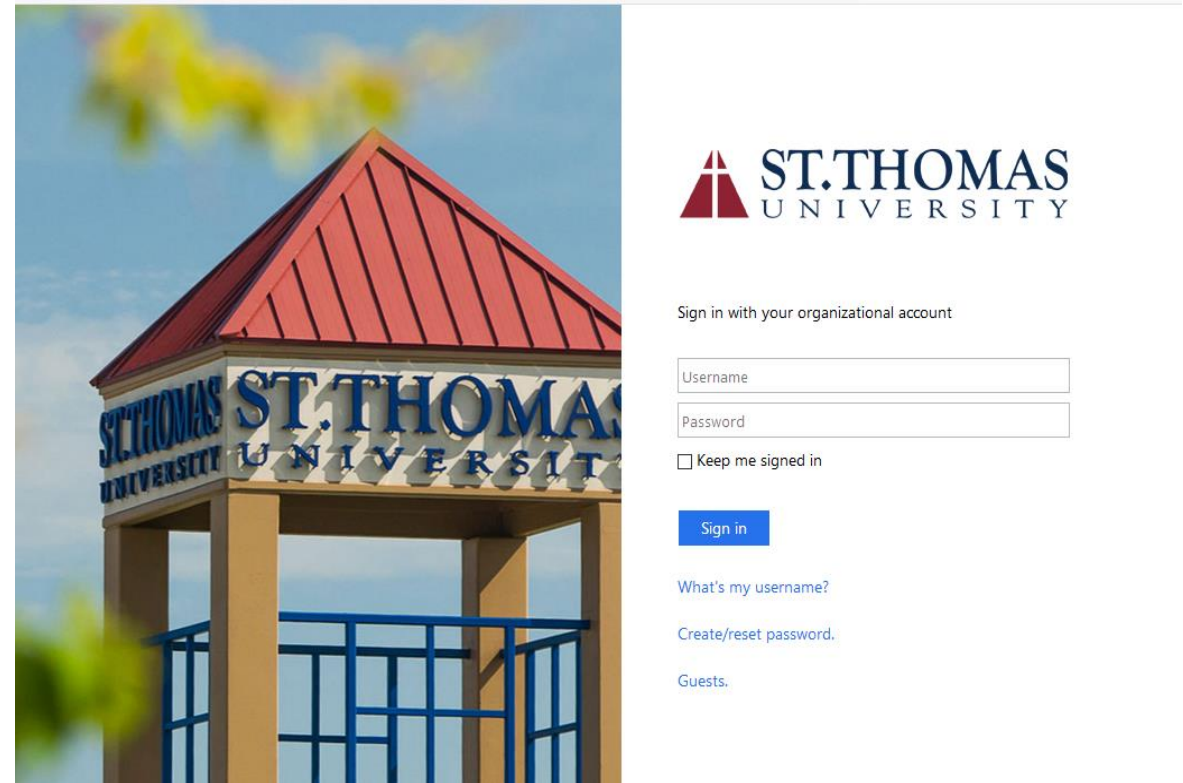 ST.THOMAS
UNIVERSITY
ST.THOMAS
UNIVERSITY
ST.THOMAS
UNIVERSITY
Sign in with your organizational account
Username
Password
Keep me signed in
Sign in
What's my username?
Create/reset password.
Guests.